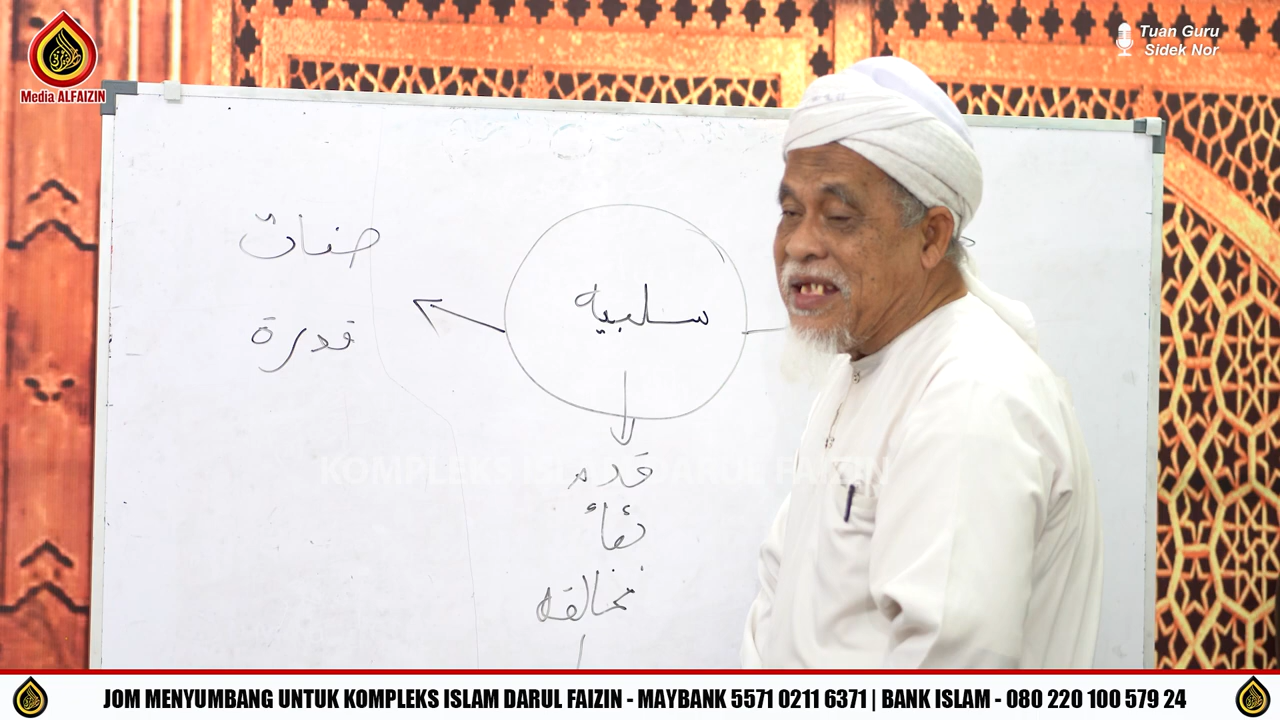 Tuan Guru
Sidek Nor
Media ALFAIZIN
صفات
قدرة
سلبية
قدم
بقاء
مخالفة
KOMPLEKS ISLAM DARUL FAIZIN
JOM MENYUMBANG UNTUK KOMPLEKS ISLAM DARUL FAIZIN - MAYBANK 5571 0211 6371 | BANK ISLAM - 080 220 100 579 24